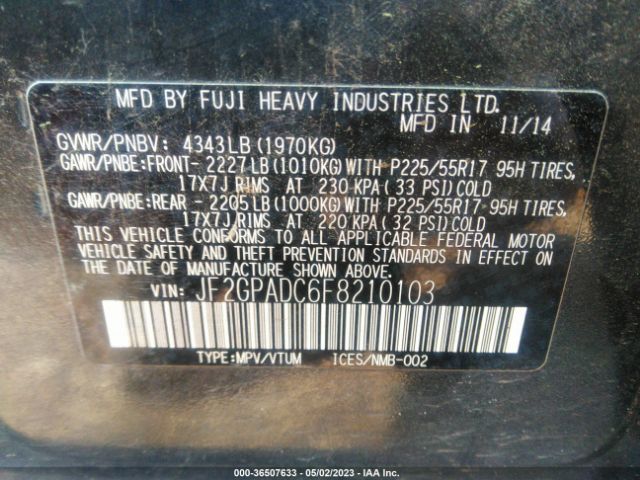 MFD BY FUJI HEAVY INDUSTRIES LTD.
MFD IN 11/14
GVWR/PNBV: 4343LB(1970KG)
GAWR/PNBE:FRONT- 2227LB(1010KG)WITH P225/55R17 95H TIRES,
17X7J RIMS AT 230 KPA( 33 PSI)COLD
GAWR/PNBE:REAR - 2205LB(1000KG)WITH P225/55R17 95H TIRES,
17X7J RIMS AT 220 KPA( 32 PSI)COLD
THIS VEHICLE CONFORMS TO ALL APPLICABLE FEDERAL MOTOR
VEHICLE SAFETY AND THEFT PREVENTION STANDARDS IN EFFECT ON
THE DATE OF MANUFACTURE SHOWN ABOVE.
VIN: JF2GPADC6F8210103
TYPE:MPV/VTUM ICES/NMB-002
000-36507633 - 05/02/2023 - IAA Inc.